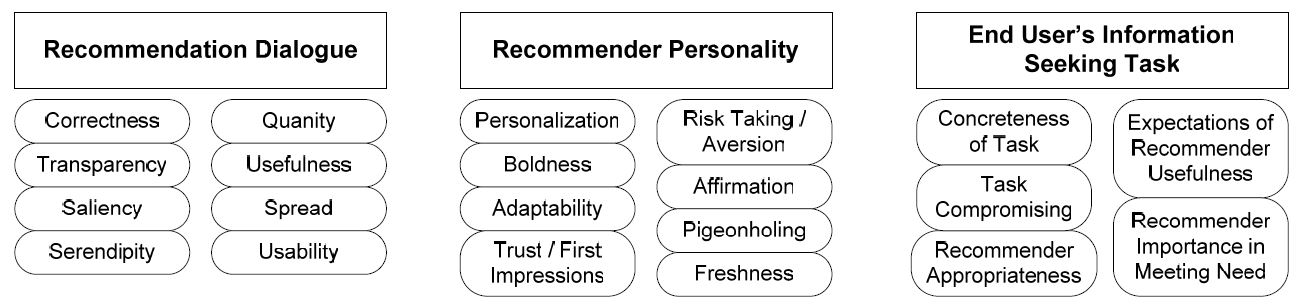 Recommendation Dialogue
Correctness
Transparency
Saliency
Serendipity
Quanity
Usefulness
Spread
Usability
Recommender Personality
Personalization
Boldness
Adaptability
Trust / First
Impressions
Risk Taking /
Aversion
Affirmation
Pigeonholing
Freshness
End User's Information
Seeking Task
Concreteness
of Task
Task
Compromising
Recommender
Appropriateness
Expectations of
Recommender
Usefulness
Recommender
Importance in
Meeting Need